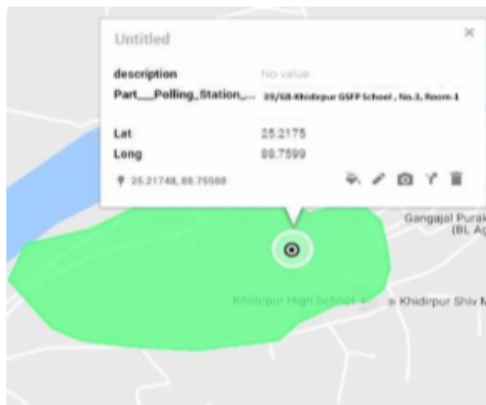 Untitled
description No value
Part___Polling_Station_... 39/68-Khidirpur GSFP School , No.3, Room-1
Lat 25.2175
Long 88.7599
25.21748, 88.75988
Gangajal Purak
(BL Ag
Khidirpur High School
Khidirpur Shiv M